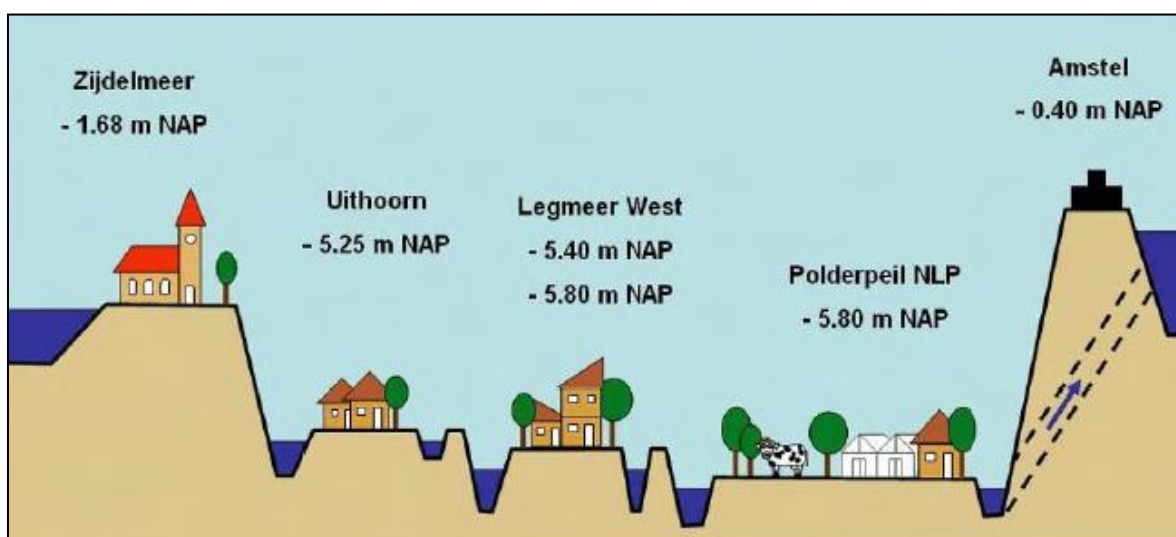 Zijdelmeer
- 1.68 m NAP
Uithoorn
- 5.25 m NAP
Legmeer West
- 5.40 m NAP
- 5.80 m NAP
Polderpeil NLP
- 5.80 m NAP
Amstel
- 0.40 m NAP